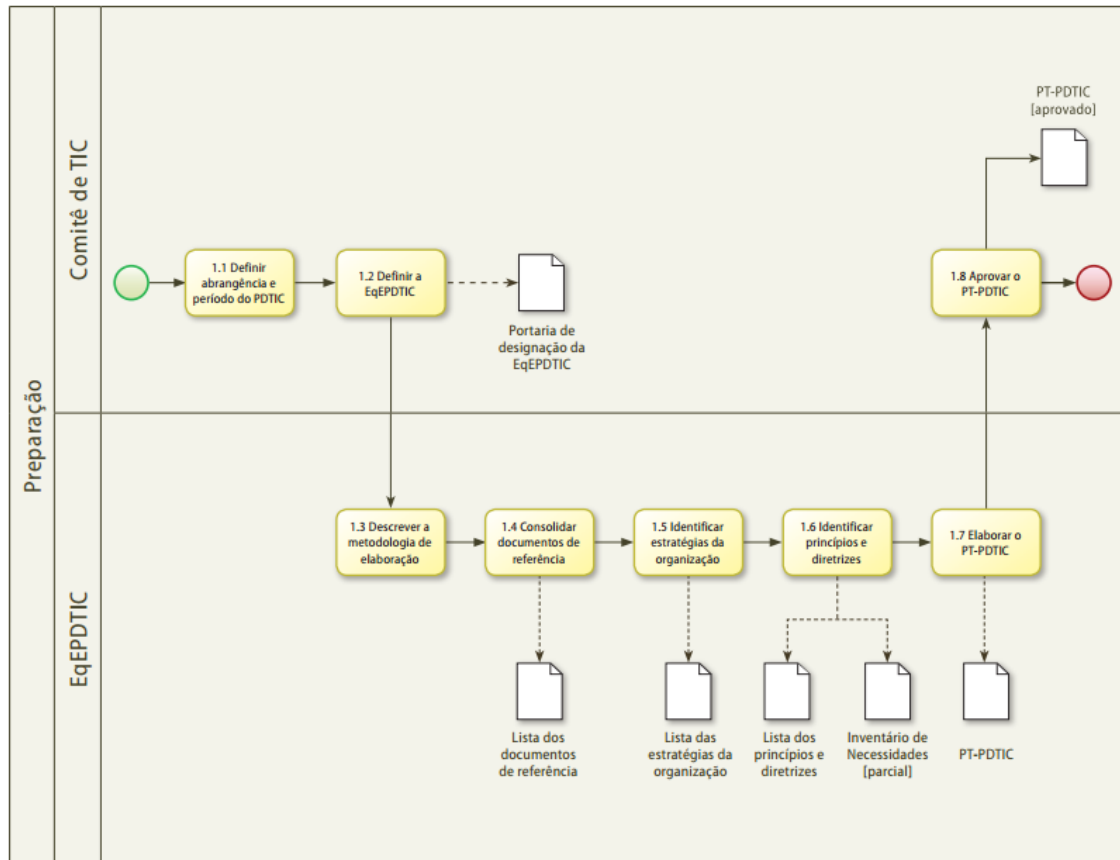 Preparação
Comitê de TIC
PT-PDTIC
[aprovado]
1.1 Definir
abrangência e
período do PDTIC
1.2 Definir a
EqEPDTIC
Portaria de
designação da
EqEPDTIC
1.8 Aprovar o
PT-PDTIC
EqEPDTIC
1.3 Descrever a
metodologia de
elaboração
1.4 Consolidar
documentos de
referência
1.5 Identificar
estratégias da
organização
1.6 Identificar
princípios e
diretrizes
1.7 Elaborar o
PT-PDTIC
Lista dos
documentos
de referência
Lista das
estratégias da
organização
Lista dos
princípios e
diretrizes
Inventário de
Necessidades
[parcial]
PT-PDTIC